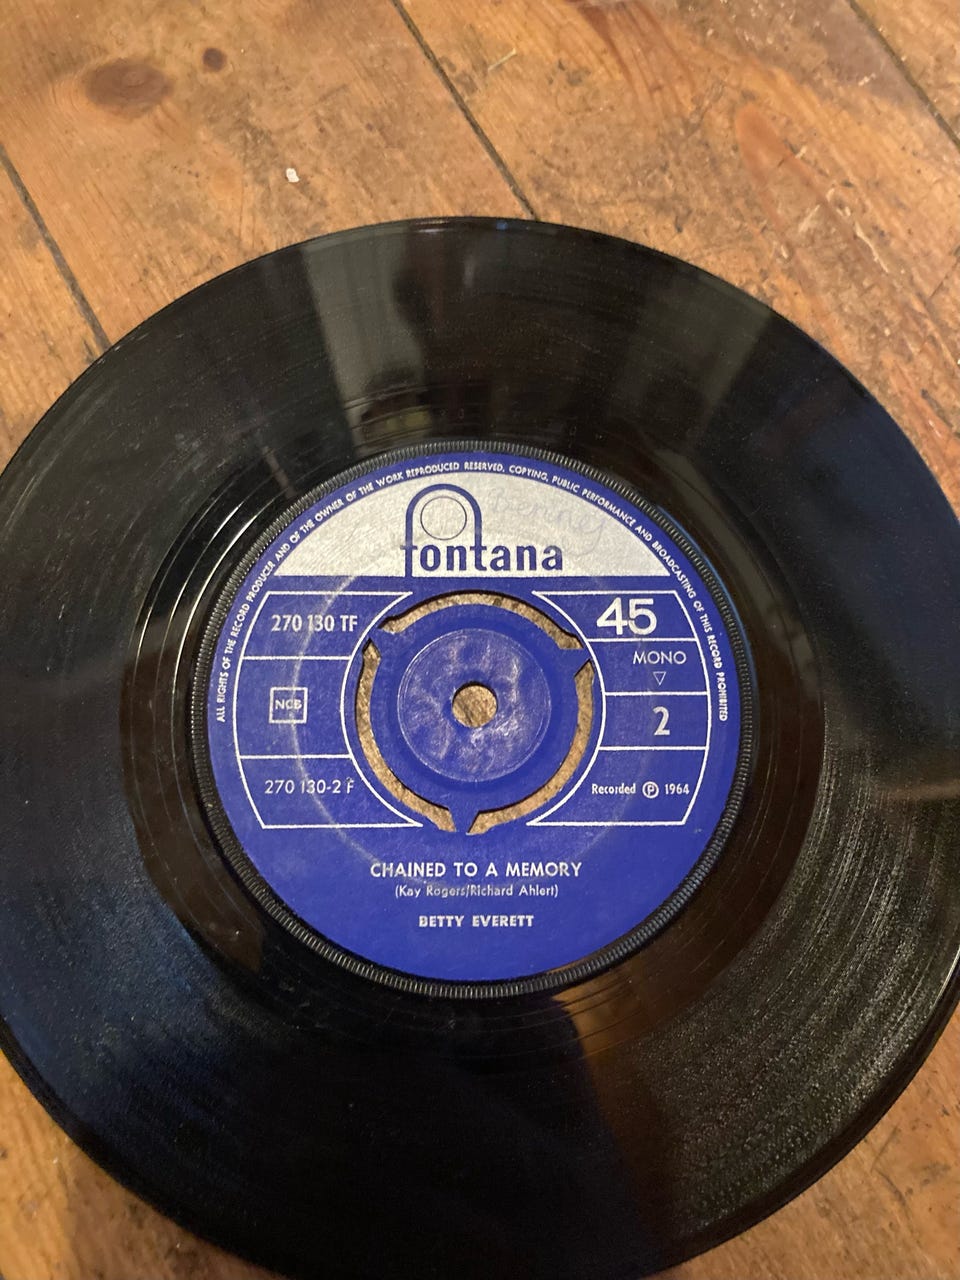 ALL RIGHTS OF THE RECORD PRODUCER AND OF THE OWNER OF THE WORK REPRODUCED RESERVED. COPYING, PUBLIC PERFORMANCE AND BROADCASTING OF THIS RECORD PROHIBITED
Benny
fontana
270 130 TF
45
MONO
NCB
2
270 130-2 F
Recorded Ⓟ 1964
CHAINED TO A MEMORY
(Kay Rogers/Richard Ahlert)
BETTY EVERETT